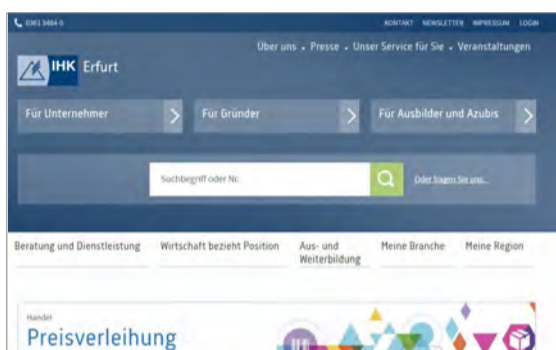 0361 3484-0
KONTAKT NEWSLETTER IMPRESSUM LOGIN
Über uns • Presse • Unser Service für Sie • Veranstaltungen
IHK Erfurt
Für Unternehmer
Für Gründer
Für Ausbilder und Azubis
Suchbegriff oder Nr.
Oder fragen Sie uns...
Beratung und Dienstleistung
Wirtschaft bezieht Position
Aus- und
Weiterbildung
Meine Branche
Meine Region
Handel
Preisverleihung